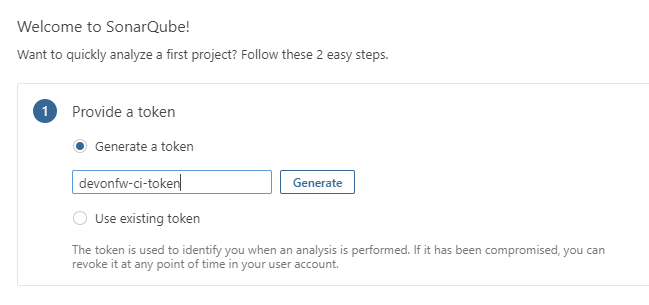 Welcome to SonarQube!
Want to quickly analyze a first project? Follow these 2 easy steps.
1 Provide a token
Generate a token
devonfw-ci-token Generate
Use existing token
The token is used to identify you when an analysis is performed. If it has been compromised, you can
revoke it at any point of time in your user account.